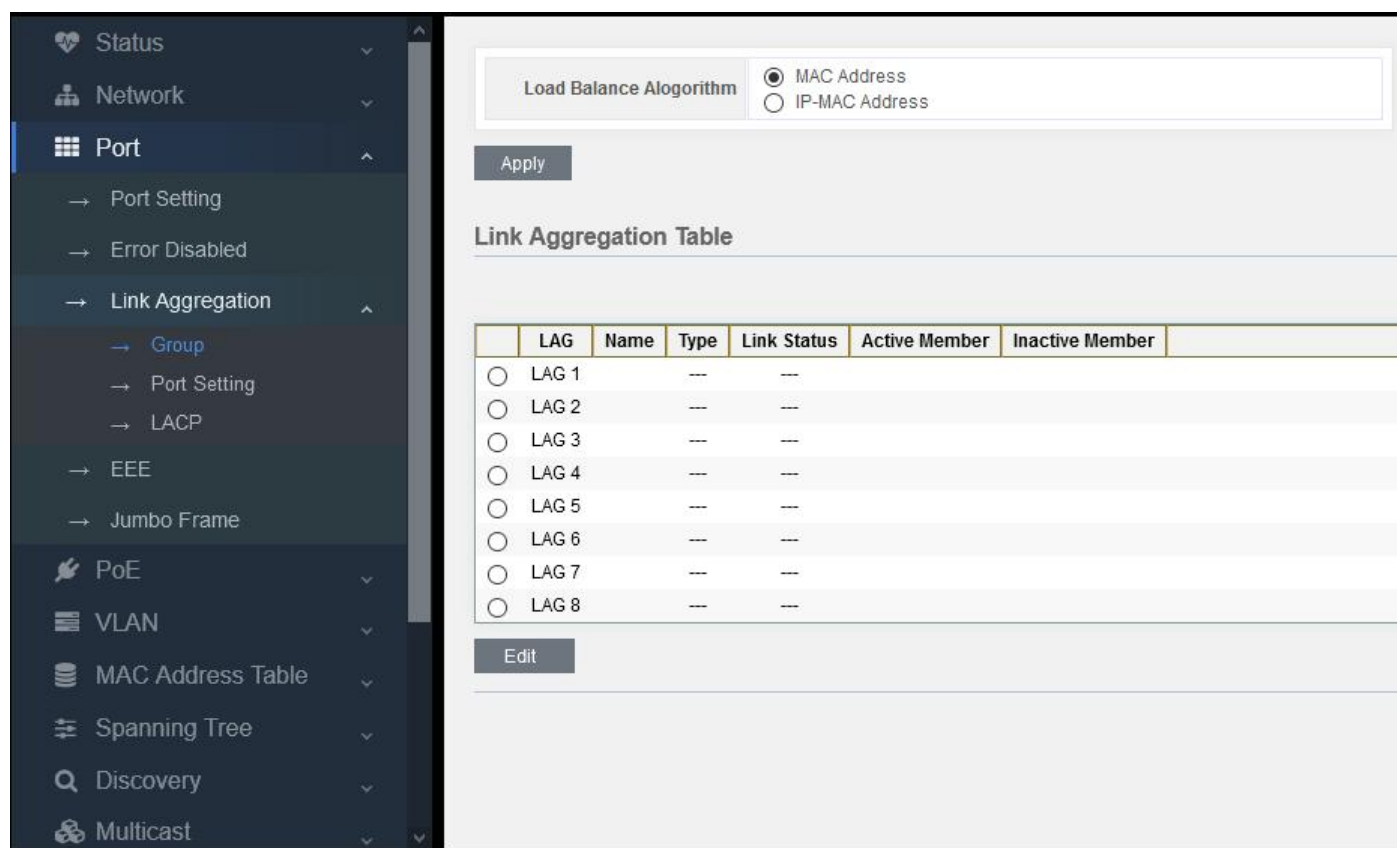 Status
Network
Port
→ Port Setting
→ Error Disabled
→ Link Aggregation
→ Group
→ Port Setting
→ LACP
→ EEE
→ Jumbo Frame
PoE
VLAN
MAC Address Table
Spanning Tree
Discovery
Multicast
Load Balance Alogorithm
MAC Address
IP-MAC Address
Apply
Link Aggregation Table
LAG Name Type Link Status Active Member Inactive Member
LAG 1 --- ---
LAG 2 --- ---
LAG 3 --- ---
LAG 4 --- ---
LAG 5 --- ---
LAG 6 --- ---
LAG 7 --- ---
LAG 8 --- ---
Edit